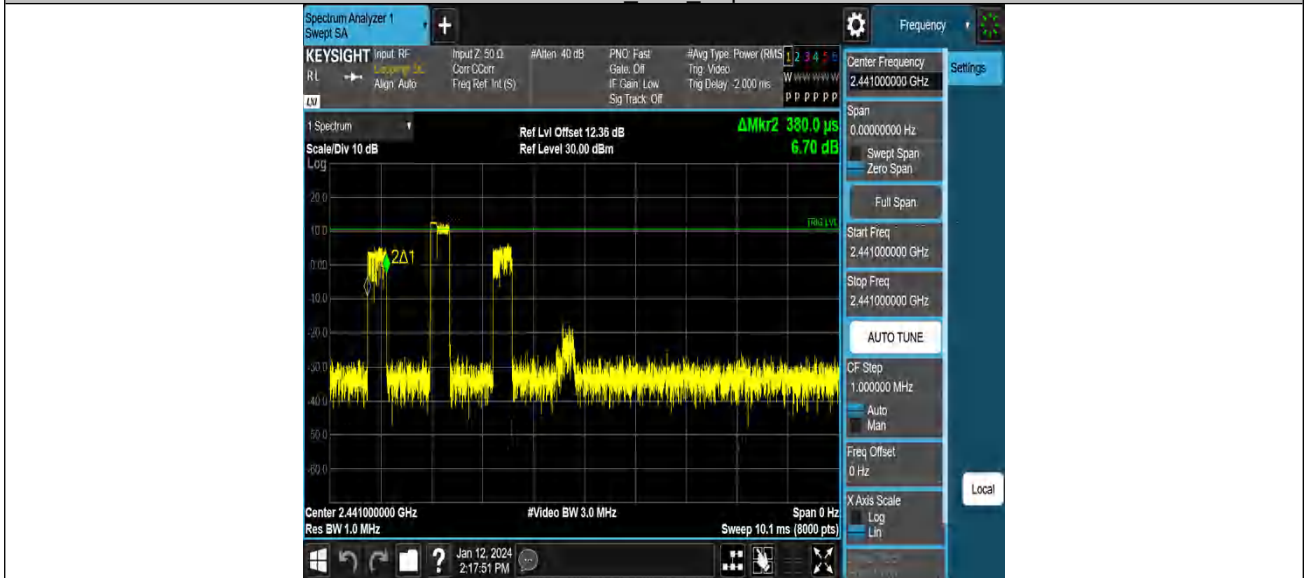 Spectrum Analyzer 1
Swept SA
Frequency
KEYSIGHT
Input: RF
Input Z: 50 Ω
#Atten: 40 dB
PNO: Fast
#Avg Type: Power (RMS
1 2 3 4 5 6
R L
Corr CCorr
Gate: Off
Trig: Video
Align: Auto
Freq Ref: Int (S)
IF Gain: Low
Trig Delay: -2.000 ms
W W W W W W
Sig Track: Off
P P P P P P
LXI
Center Frequency
2.441000000 GHz
Settings
1 Spectrum
Ref Lvl Offset 12.36 dB
ΔMkr2 380.0 µs
Scale/Div 10 dB
Ref Level 30.00 dBm
6.70 dB
Log
Span
0.00000000 Hz
Swept Span
Zero Span
Full Span
Start Freq
2.441000000 GHz
Stop Freq
2.441000000 GHz
AUTO TUNE
CF Step
1.000000 MHz
Auto
Man
Freq Offset
0 Hz
X Axis Scale
Log
Lin
Local
20.0
10.0
TRIG LVL
0.00
2Δ1
-10.0
-20.0
-30.0
-40.0
-50.0
-60.0
Center 2.441000000 GHz
#Video BW 3.0 MHz
Span 0 Hz
Res BW 1.0 MHz
Sweep 10.1 ms (8000 pts)
?
Jan 12, 2024
2:17:51 PM